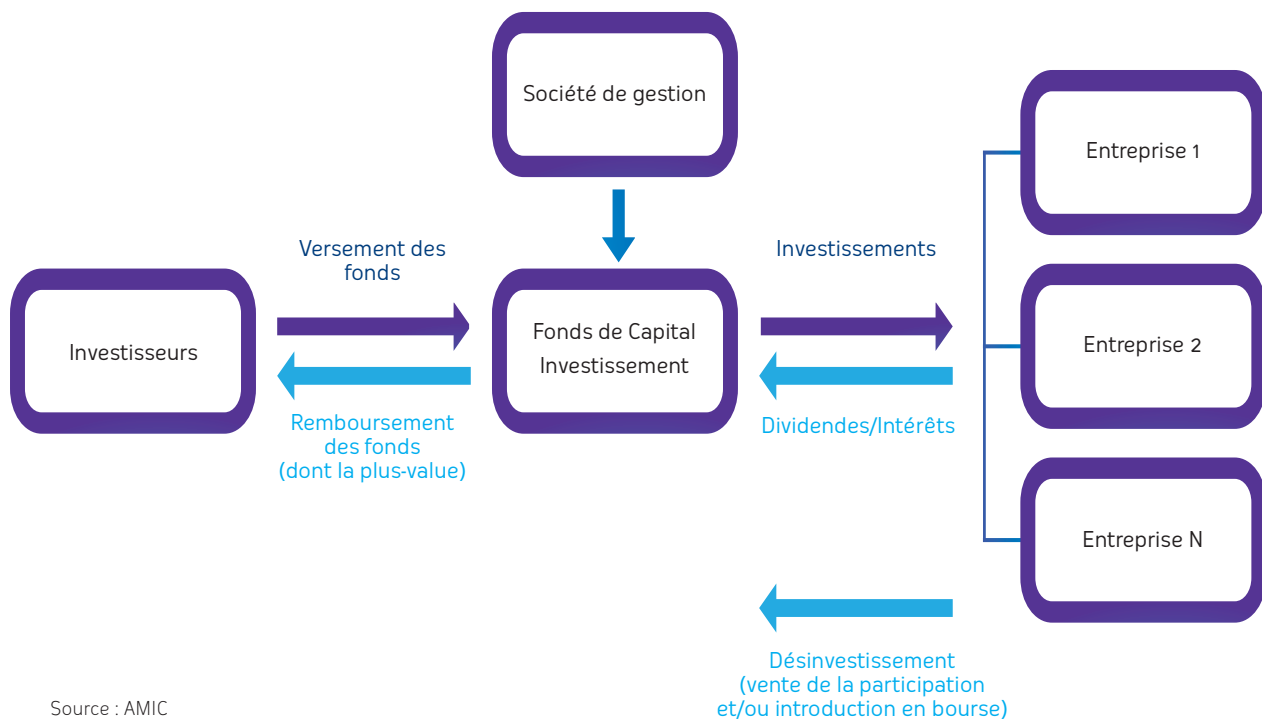 Société de gestion
Entreprise 1
Versement des
fonds
Investissements
Investisseurs
Fonds de Capital
Investissement
Entreprise 2
Remboursement
des fonds
(dont la plus-value)
Dividendes/Intérêts
Entreprise N
Désinvestissement
(vente de la participation
et/ou introduction en bourse)
Source : AMIC